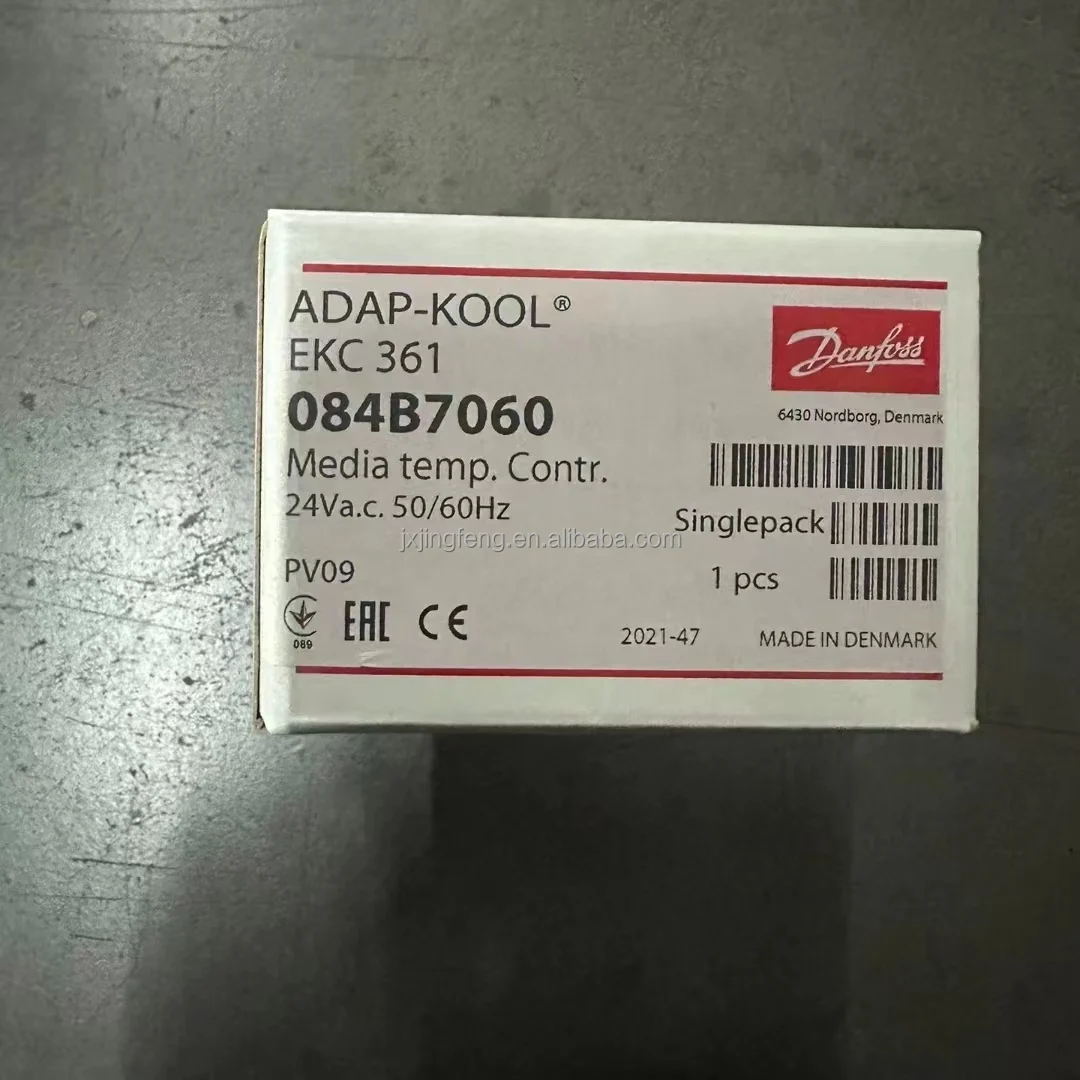 ADAP-KOOL®
EKC 361
084B7060
Media temp. Contr.
24Va.c. 50/60Hz
PV09
089
EAC CE
Danfoss
6430 Nordborg, Denmark
Singlepack
1 pcs
2021-47
MADE IN DENMARK
jxjingfeng.en.alibaba.com